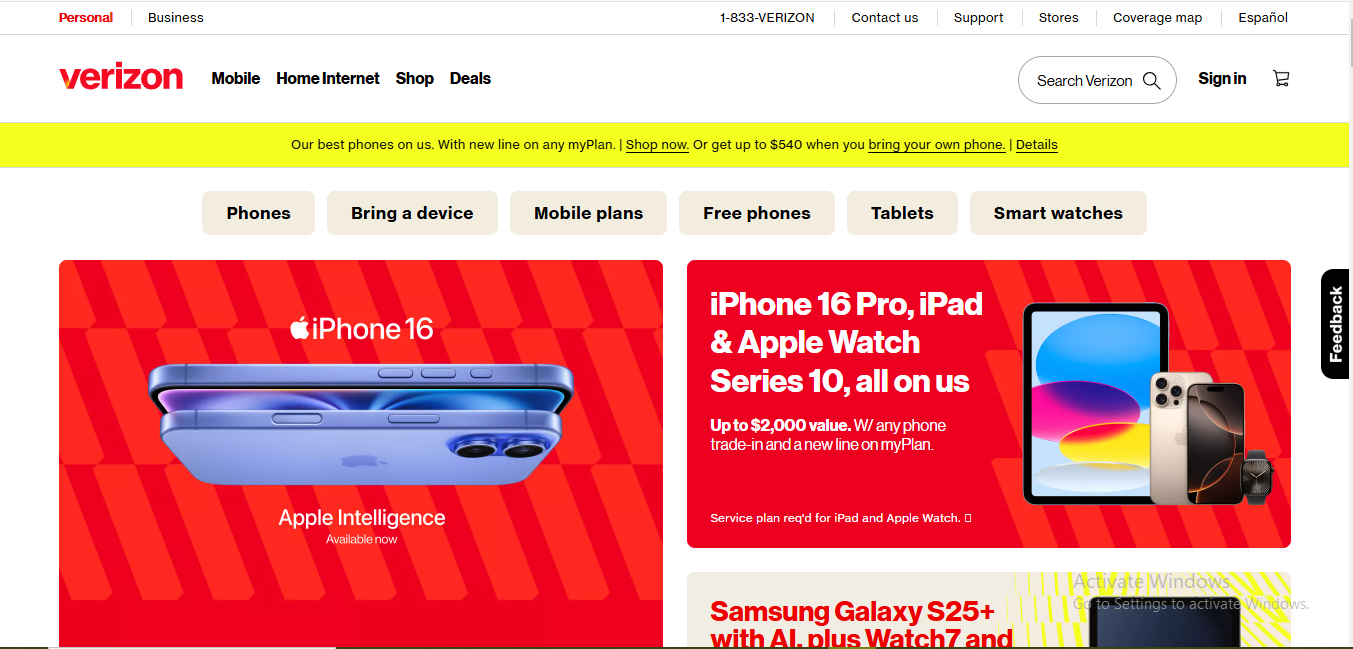 Personal
Business
1-833-VERIZON
Contact us
Support
Stores
Coverage map
Español
verizon
Mobile
Home Internet
Shop
Deals
Search Verizon
Sign in
Our best phones on us. With new line on any myPlan. | Shop now. Or get up to $540 when you bring your own phone. | Details
Phones
Bring a device
Mobile plans
Free phones
Tablets
Smart watches
iPhone 16
Apple Intelligence
Available now
iPhone 16 Pro, iPad
& Apple Watch
Series 10, all on us
Up to $2,000 value. W/ any phone
trade-in and a new line on myPlan.
Service plan req'd for iPad and Apple Watch.
Feedback
Samsung Galaxy S25+
with AI, plus Watch7 and
Activate Windows
Go to Settings to activate Windows.